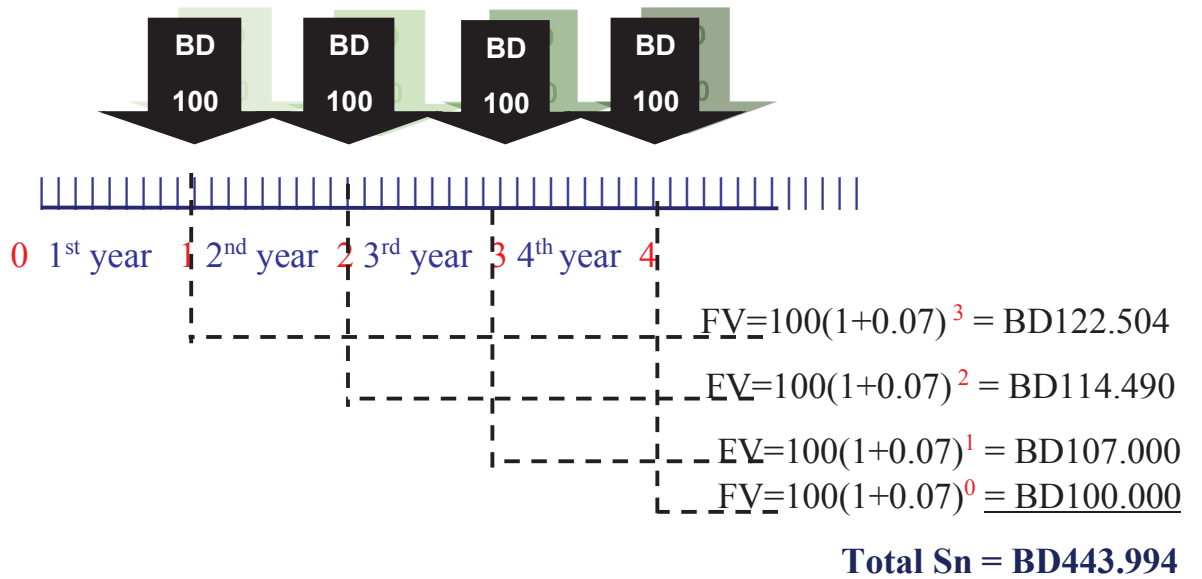 BD BD BD BD
100 100 100 100
0 1st year 1 2nd year 2 3rd year 3 4th year 4
FV=100(1+0.07) 3 = BD122.504
FV=100(1+0.07) 2 = BD114.490
FV=100(1+0.07)1 = BD107.000
FV=100(1+0.07)0 = BD100.000
Total Sn = BD443.994